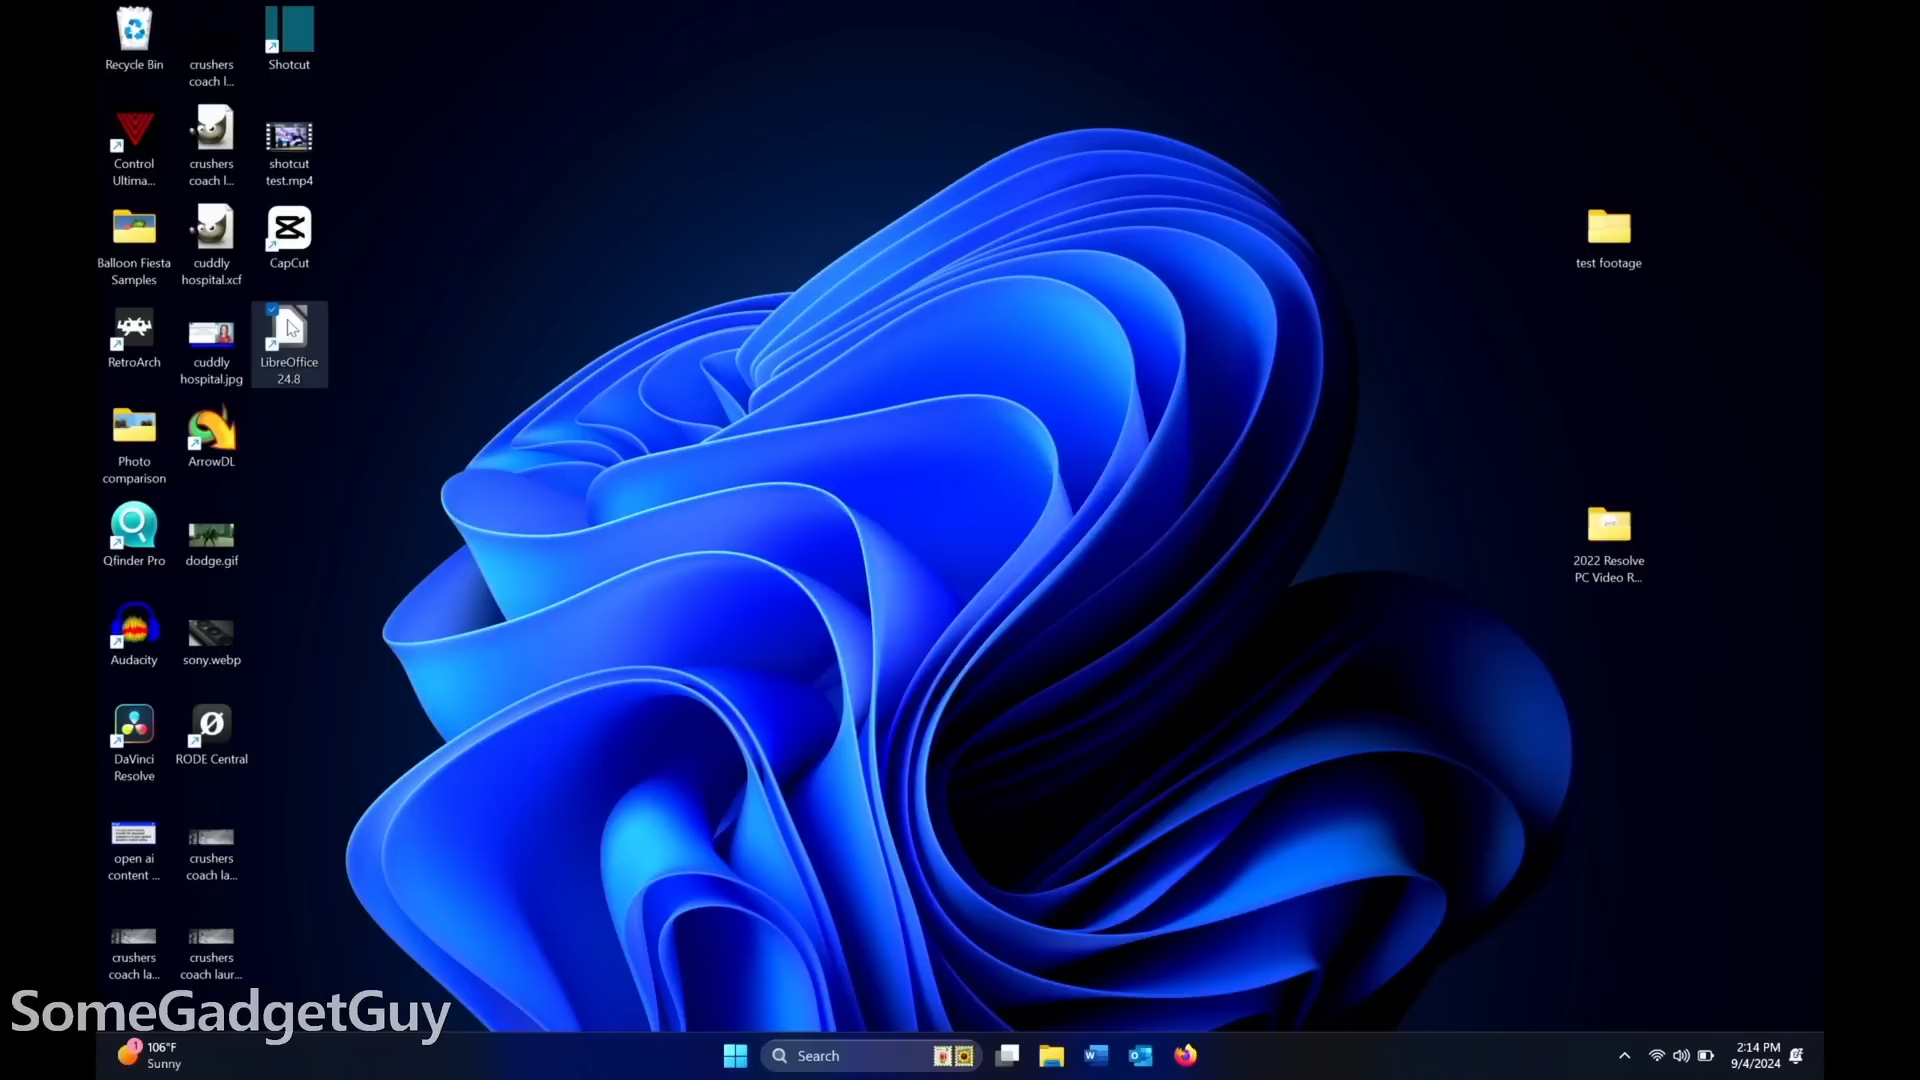 Recycle Bin
crushers
coach l...
Shotcut
Control
Ultima...
crushers
coach l...
shotcut
test.mp4
Balloon Fiesta
Samples
cuddly
hospital.xcf
CapCut
RetroArch
cuddly
hospital.jpg
LibreOffice
24.8
Photo
comparison
ArrowDL
Qfinder Pro
dodge.gif
Audacity
sony.webp
DaVinci
Resolve
RODE Central
open ai
content ...
crushers
coach la...
crushers
coach la...
crushers
coach laur...
test footage
2022 Resolve
PC Video R...
SomeGadgetGuy
1
106°F
Sunny
Search
2:14 PM
9/4/2024